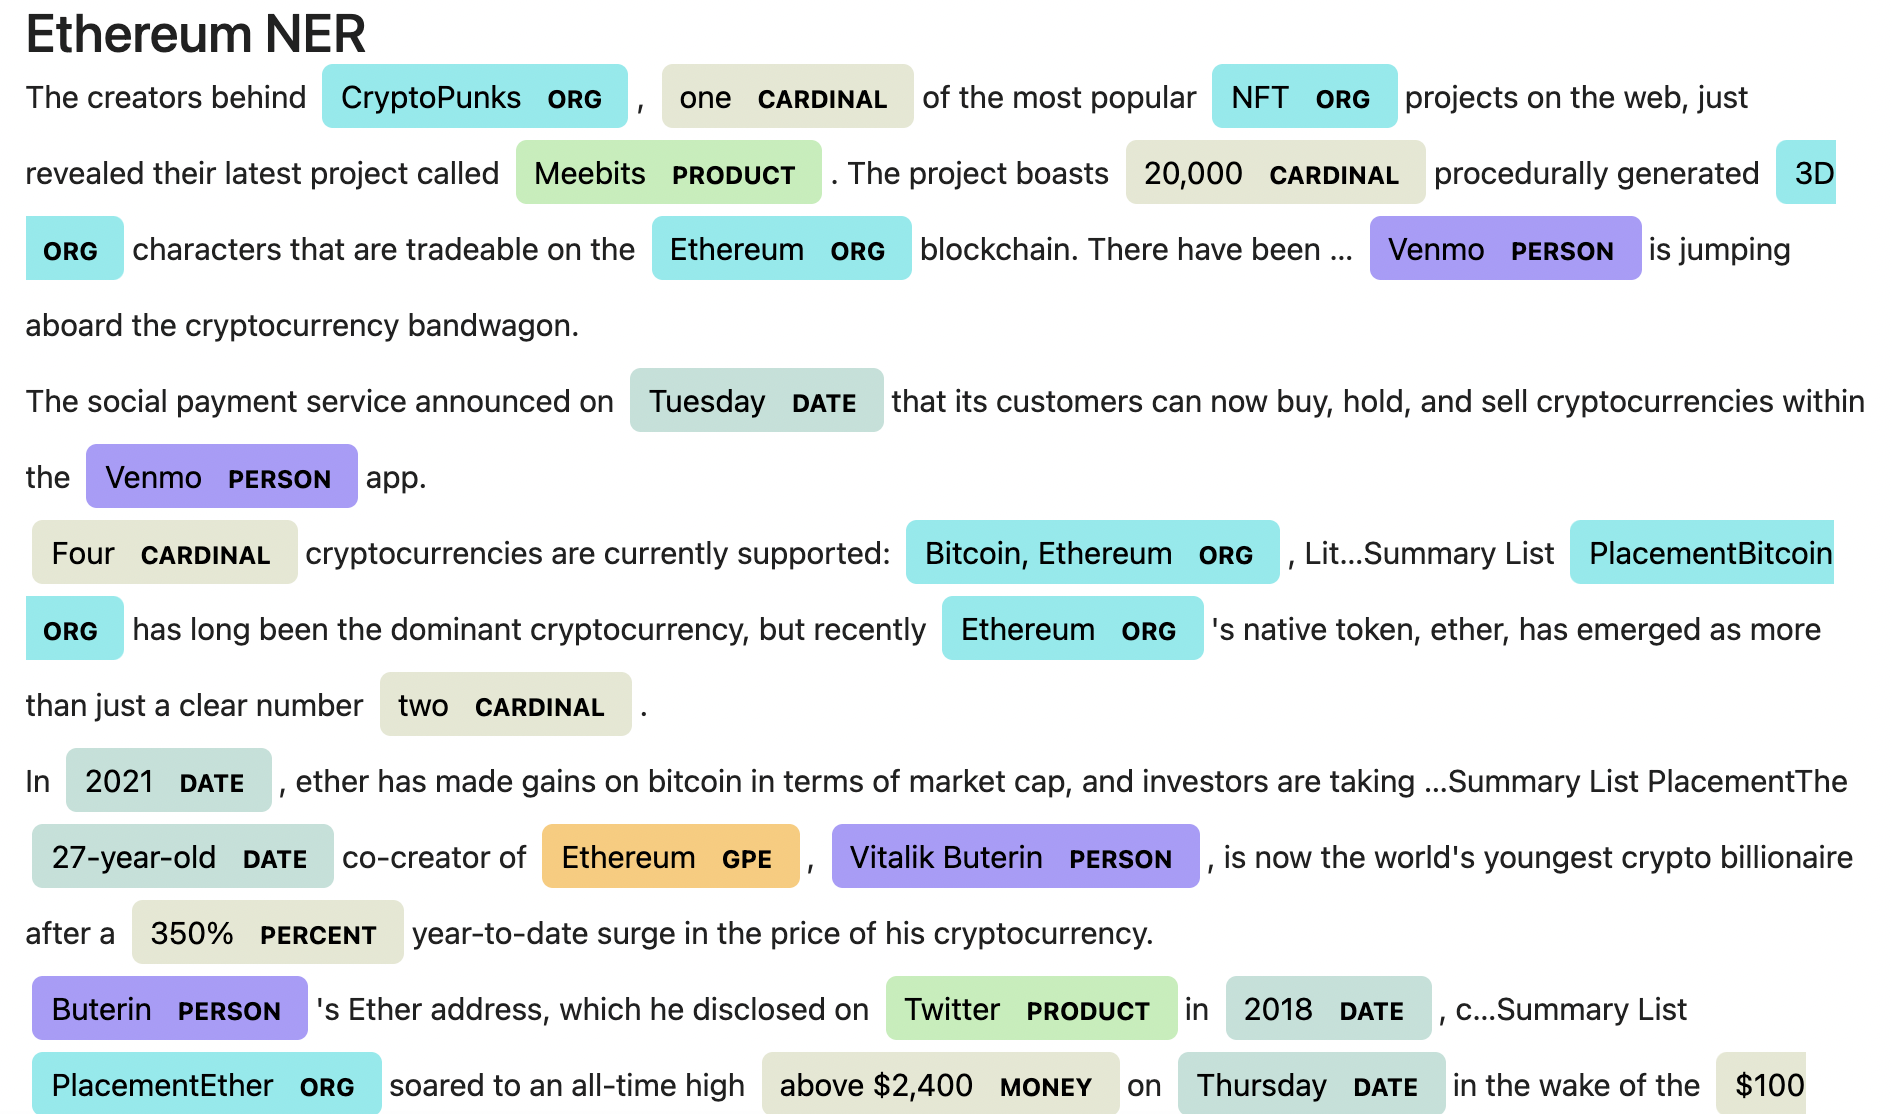 Ethereum NER
The creators behind CryptoPunks ORG , one CARDINAL of the most popular NFT ORG projects on the web, just
revealed their latest project called Meebits PRODUCT . The project boasts 20,000 CARDINAL procedurally generated 3D
ORG characters that are tradeable on the Ethereum ORG blockchain. There have been ... Venmo PERSON is jumping
aboard the cryptocurrency bandwagon.
The social payment service announced on Tuesday DATE that its customers can now buy, hold, and sell cryptocurrencies within
the Venmo PERSON app.
Four CARDINAL cryptocurrencies are currently supported: Bitcoin, Ethereum ORG , Lit...Summary List PlacementBitcoin
ORG has long been the dominant cryptocurrency, but recently Ethereum ORG 's native token, ether, has emerged as more
than just a clear number two CARDINAL .
In 2021 DATE , ether has made gains on bitcoin in terms of market cap, and investors are taking ...Summary List PlacementThe
27-year-old DATE co-creator of Ethereum GPE , Vitalik Buterin PERSON , is now the world's youngest crypto billionaire
after a 350% PERCENT year-to-date surge in the price of his cryptocurrency.
Buterin PERSON 's Ether address, which he disclosed on Twitter PRODUCT in 2018 DATE , c...Summary List
PlacementEther ORG soared to an all-time high above $2,400 MONEY on Thursday DATE in the wake of the $100